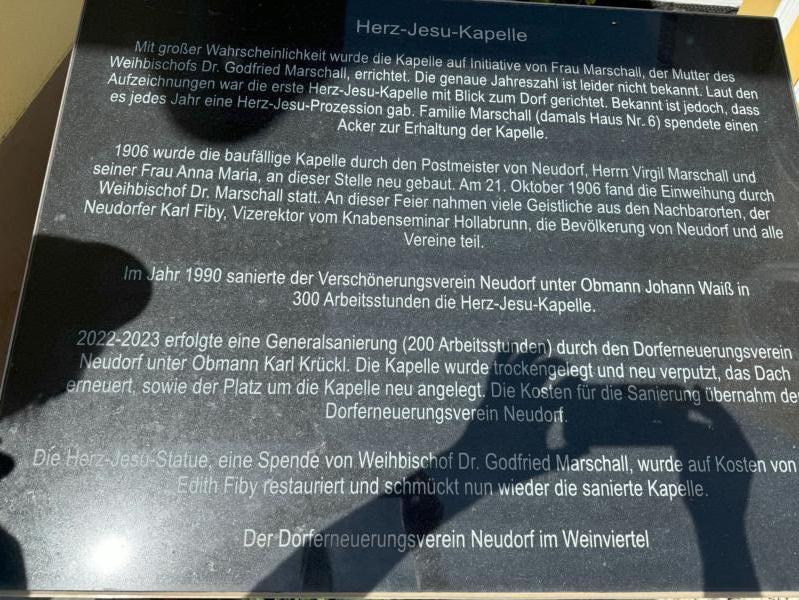 Herz-Jesu-Kapelle
Mit großer Wahrscheinlichkeit wurde die Kapelle auf Initiative von Frau Marschall, der Mutter des
Weihbischofs Dr. Godfried Marschall, errichtet. Die genaue Jahreszahl ist leider nicht bekannt. Laut den
Aufzeichnungen war die erste Herz-Jesu-Kapelle mit Blick zum Dorf gerichtet. Bekannt ist jedoch, dass
es jedes Jahr eine Herz-Jesu-Prozession gab. Familie Marschall (damals Haus Nr. 6) spendete einen
Acker zur Erhaltung der Kapelle.
1906 wurde die baufällige Kapelle durch den Postmeister von Neudorf, Herrn Virgil Marschall und
seiner Frau Anna Maria, an dieser Stelle neu gebaut. Am 21. Oktober 1906 fand die Einweihung durch
Weihbischof Dr. Marschall statt. An dieser Feier nahmen viele Geistliche aus den Nachbarorten, der
Neudorfer Karl Fiby, Vizerektor vom Knabenseminar Hollabrunn, die Bevölkerung von Neudorf und alle
Vereine teil.
Im Jahr 1990 sanierte der Verschönerungsverein Neudorf unter Obmann Johann Waiß in
300 Arbeitsstunden die Herz-Jesu-Kapelle.
2022-2023 erfolgte eine Generalsanierung (200 Arbeitsstunden) durch den Dorferneuerungsverein
Neudorf unter Obmann Karl Krückl. Die Kapelle wurde trockengelegt und neu verputzt, das Dach
erneuert, sowie der Platz um die Kapelle neu angelegt. Die Kosten für die Sanierung übernahm der
Dorferneuerungsverein Neudorf.
Die Herz-Jesu-Statue, eine Spende von Weihbischof Dr. Godfried Marschall, wurde auf Kosten von
Edith Fiby restauriert und schmückt nun wieder die sanierte Kapelle.
Der Dorferneuerungsverein Neudorf im Weinviertel